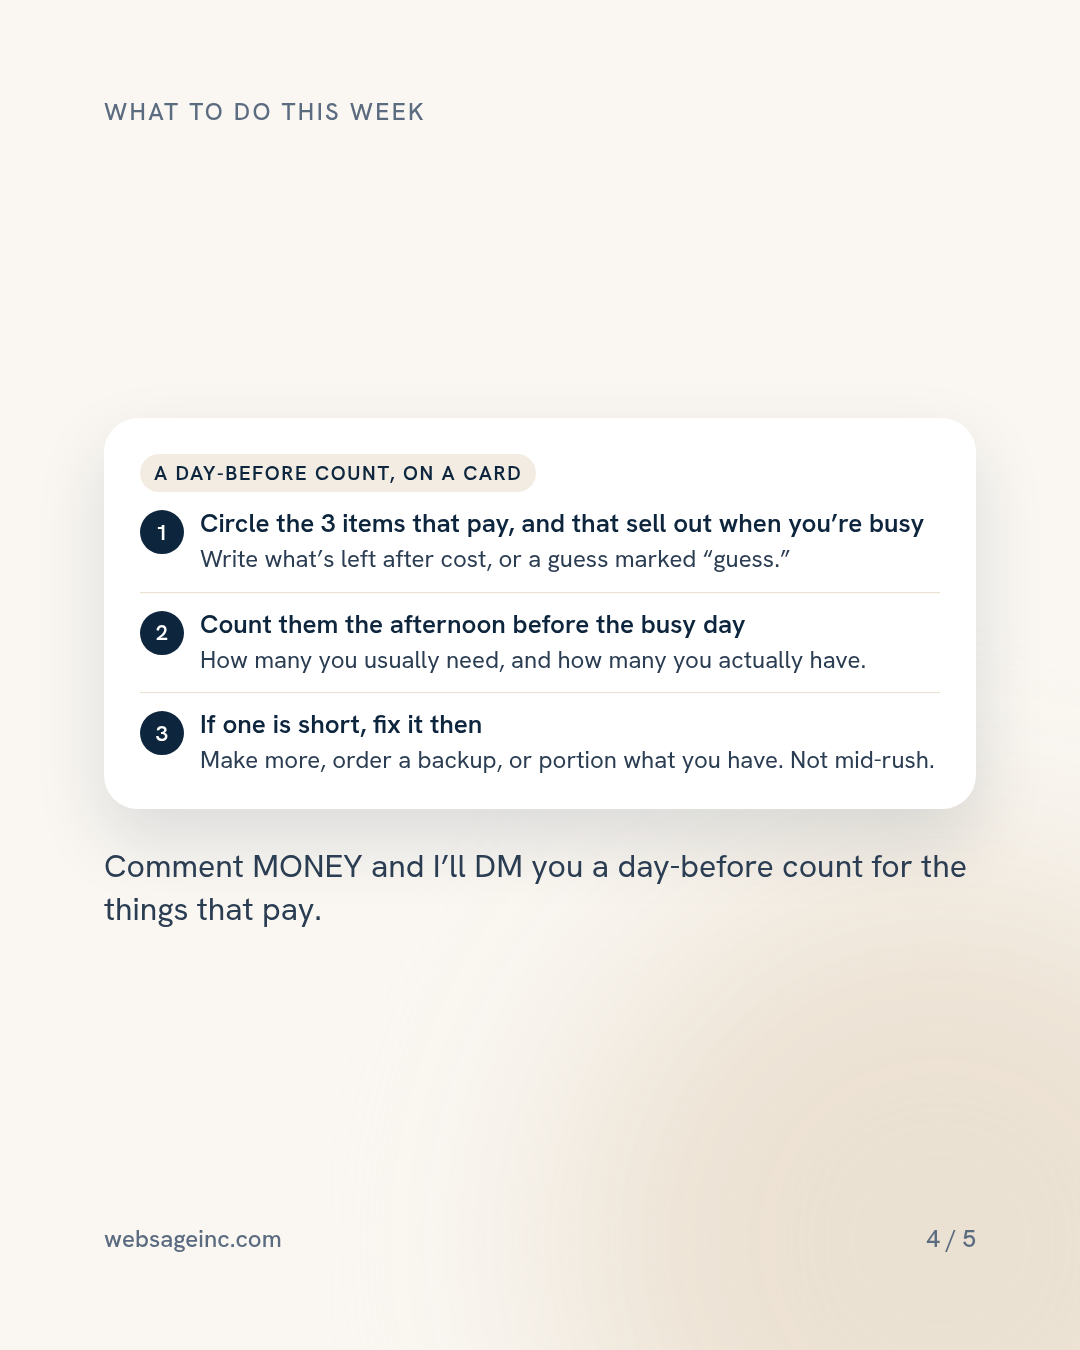 WHAT TO DO THIS WEEK
A DAY-BEFORE COUNT, ON A CARD
1 Circle the 3 items that pay, and that sell out when you’re busy
Write what’s left after cost, or a guess marked “guess.”
2 Count them the afternoon before the busy day
How many you usually need, and how many you actually have.
3 If one is short, fix it then
Make more, order a backup, or portion what you have. Not mid-rush.
Comment MONEY and I’ll DM you a day-before count for the
things that pay.
websageinc.com
4 / 5